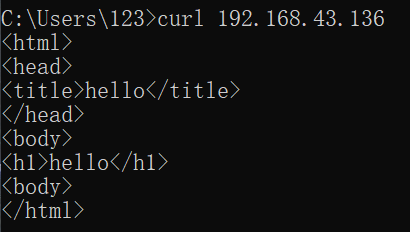 C:\Users\123>curl 192.168.43.136
<html>
<head>
<title>hello</title>
</head>
<body>
<h1>hello</h1>
<body>
</html>